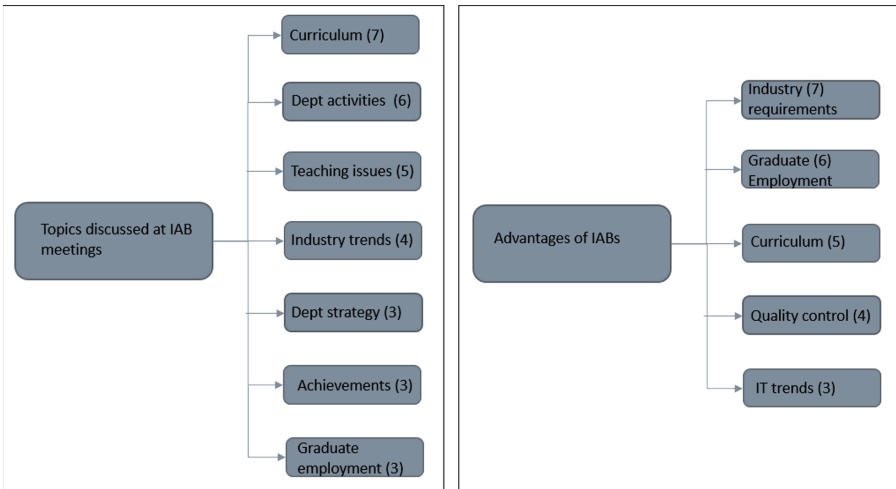 Topics discussed at IAB
meetings
Curriculum (7)
Dept activities (6)
Teaching issues (5)
Industry trends (4)
Dept strategy (3)
Achievements (3)
Graduate
employment (3)
Advantages of IABs
Industry (7)
requirements
Graduate (6)
Employment
Curriculum (5)
Quality control (4)
IT trends (3)